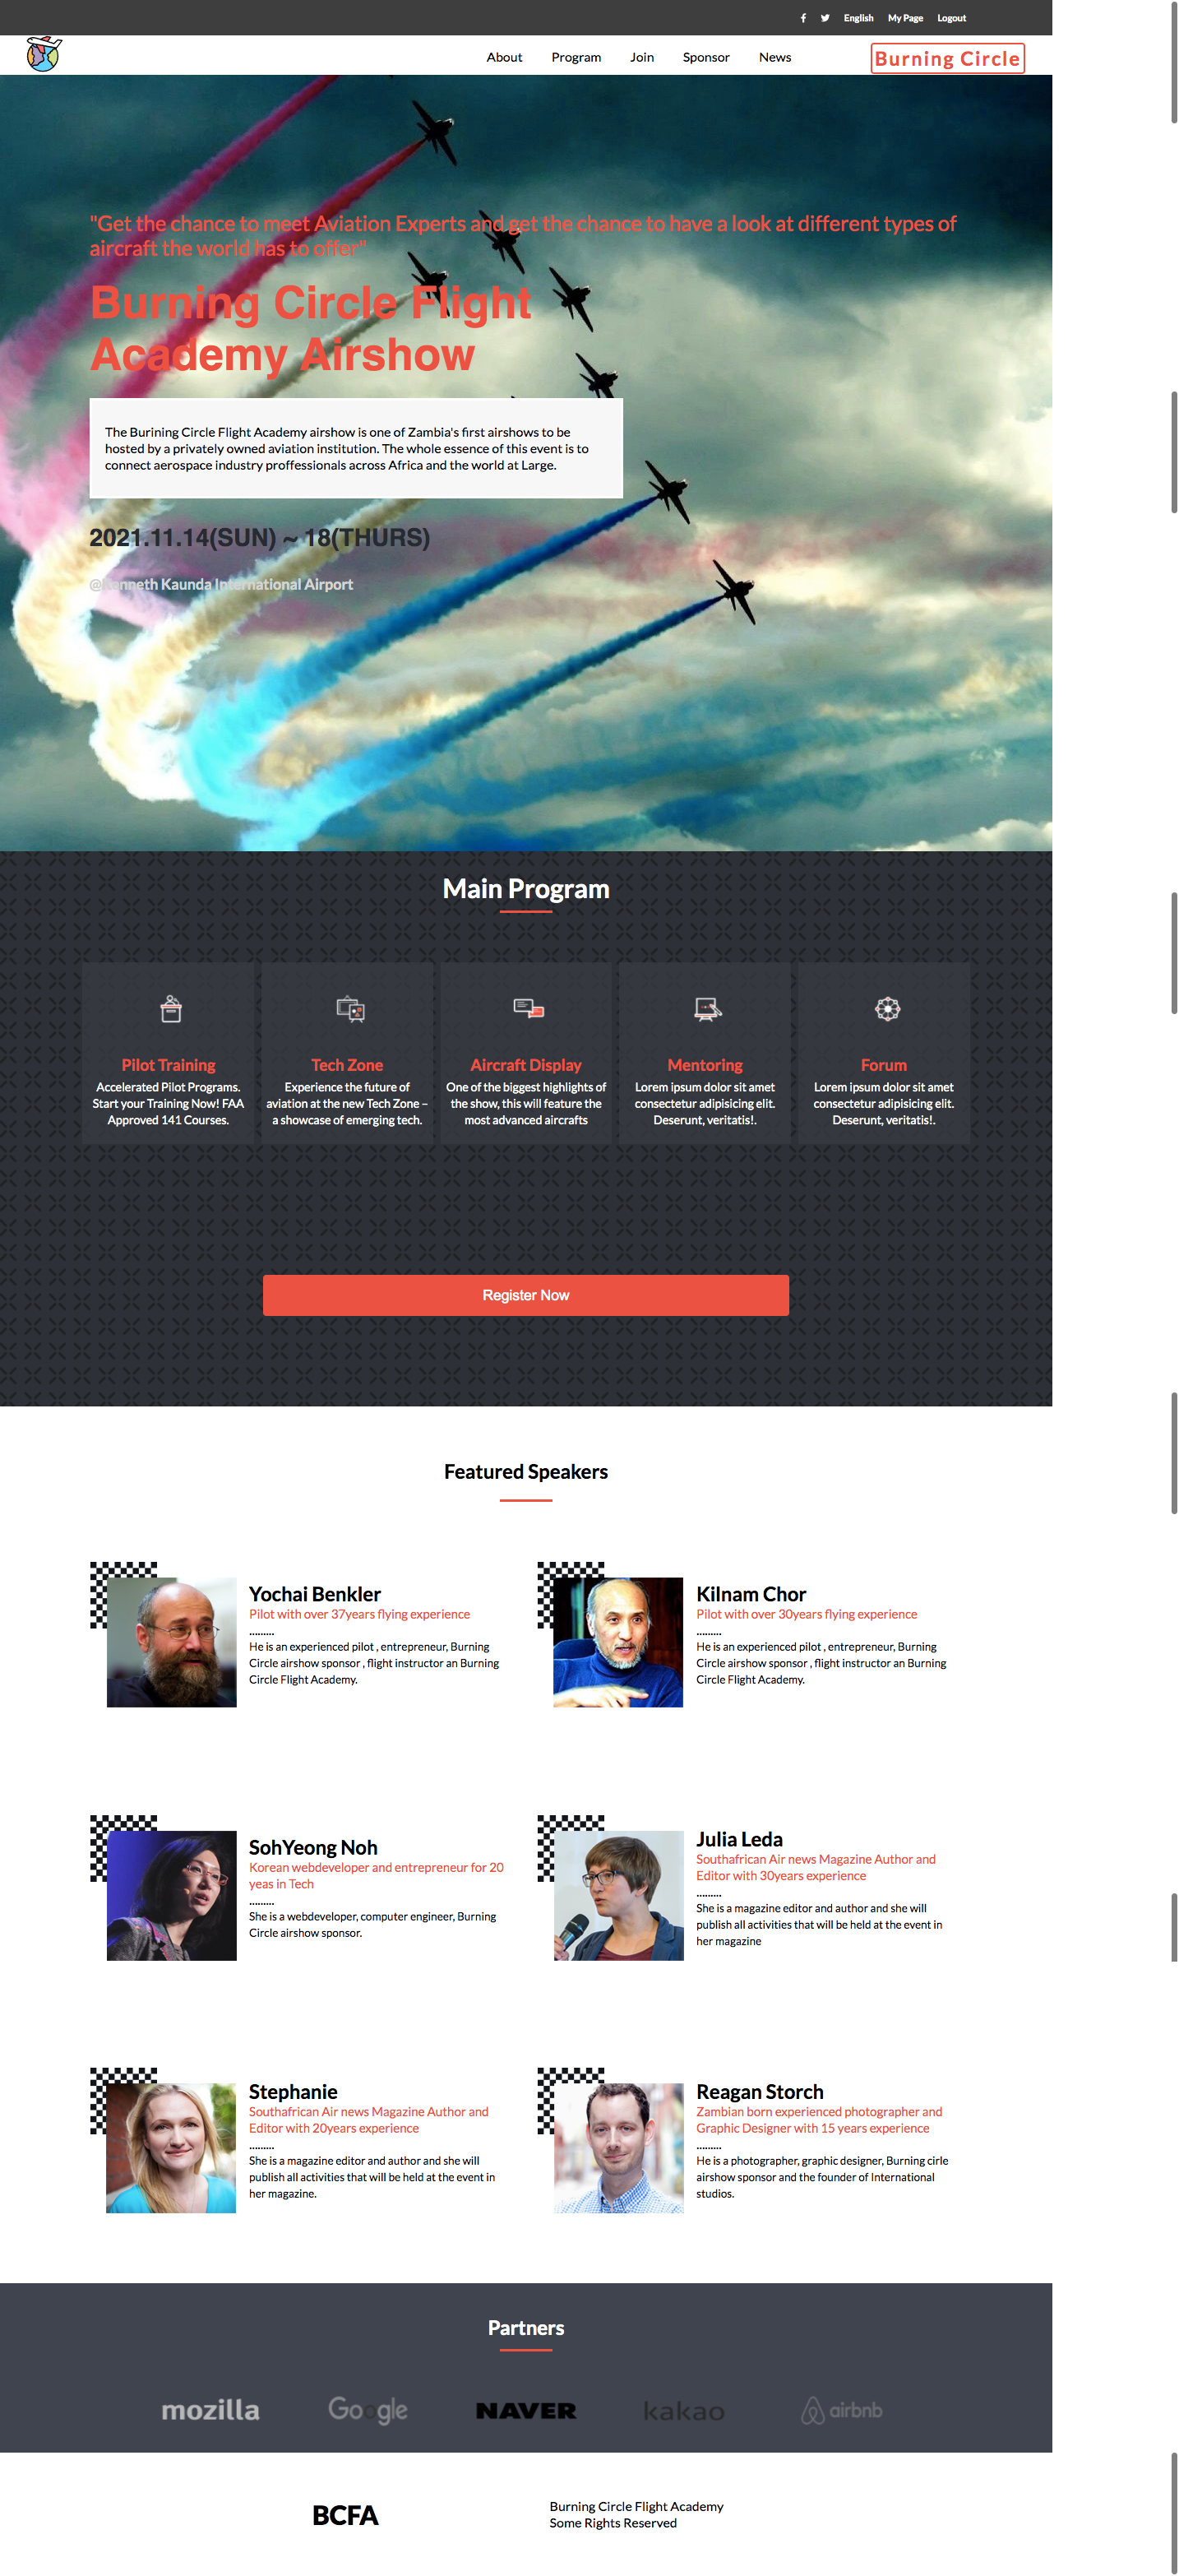 English   My Page   Logout
About   Program   Join   Sponsor   News   Burning Circle
"Get the chance to meet Aviation Experts and get the chance to have a look at different types of
aircraft the world has to offer"
Burning Circle Flight
Academy Airshow
The Burining Circle Flight Academy airshow is one of Zambia's first airshows to be
hosted by a privately owned aviation institution. The whole essence of this event is to
connect aerospace industry proffessionals across Africa and the world at Large.
2021.11.14(SUN) ~ 18(THURS)
@Kenneth Kaunda International Airport
Main Program
Pilot Training
Accelerated Pilot Programs.
Start your Training Now! FAA
Approved 141 Courses.
Tech Zone
Experience the future of
aviation at the new Tech Zone –
a showcase of emerging tech.
Aircraft Display
One of the biggest highlights of
the show, this will feature the
most advanced aircrafts
Mentoring
Lorem ipsum dolor sit amet
consectetur adipisicing elit.
Deserunt, veritatis!.
Forum
Lorem ipsum dolor sit amet
consectetur adipisicing elit.
Deserunt, veritatis!.
Register Now
Featured Speakers
Yochai Benkler
Pilot with over 37years flying experience
.........
He is an experienced pilot , entrepreneur, Burning
Circle airshow sponsor , flight instructor an Burning
Circle Flight Academy.
Kilnam Chor
Pilot with over 30years flying experience
.........
He is an experienced pilot , entrepreneur, Burning
Circle airshow sponsor , flight instructor an Burning
Circle Flight Academy.
SohYeong Noh
Korean webdeveloper and entrepreneur for 20
yeas in Tech
.........
She is a webdeveloper, computer engineer, Burning
Circle airshow sponsor.
Julia Leda
Southafrican Air news Magazine Author and
Editor with 30years experience
.........
She is a magazine editor and author and she will
publish all activities that will be held at the event in
her magazine
Stephanie
Southafrican Air news Magazine Author and
Editor with 20years experience
.........
She is a magazine editor and author and she will
publish all activities that will be held at the event in
her magazine.
Reagan Storch
Zambian born experienced photographer and
Graphic Designer with 15 years experience
.........
He is a photographer, graphic designer, Burning cirle
airshow sponsor and the founder of International
studios.
Partners
mozilla   Google   NAVER   kakao   airbnb
BCFA
Burning Circle Flight Academy
Some Rights Reserved